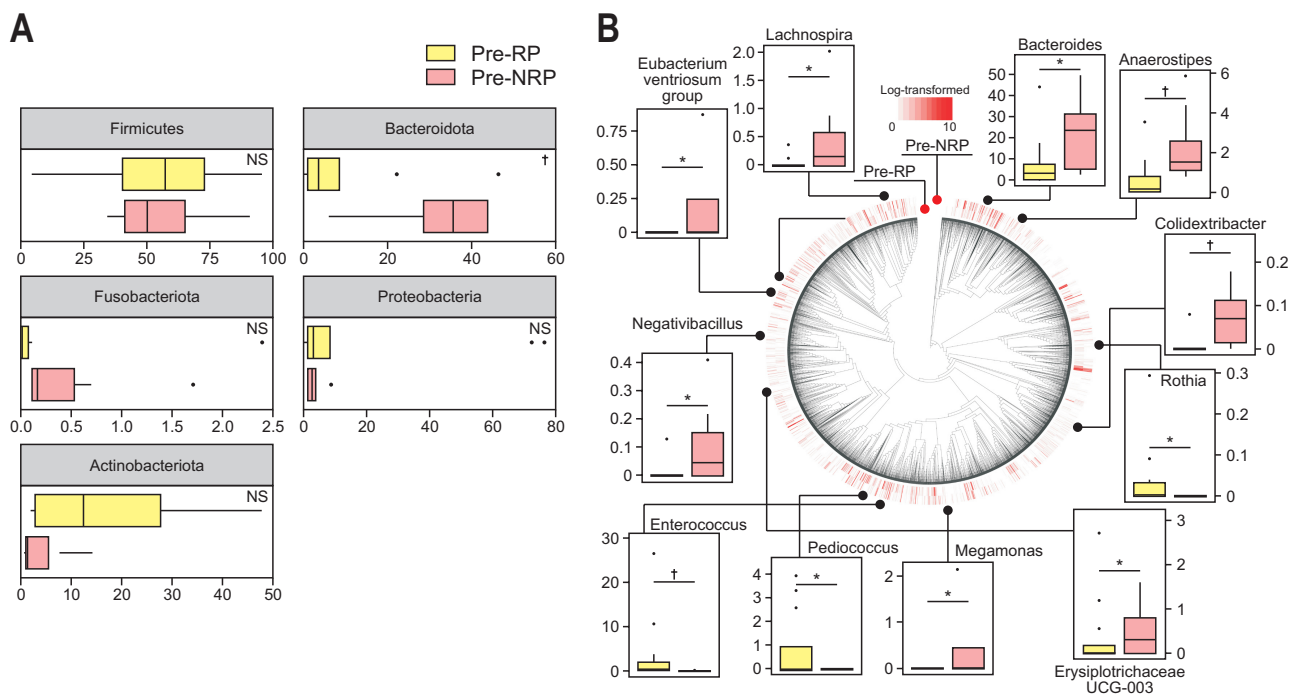 A
Pre-RP
Pre-NRP
Firmicutes
NS
0 25 50 75 100
Bacteroidota
†
0 20 40 60
Fusobacteriota
NS
0 0.5 1.0 1.5 2.0 2.5
Proteobacteria
NS
0 20 40 60 80
Actinobacteriota
NS
0 10 20 30 40 50
B
Eubacterium
ventriosum
group
0.75
0.50
0.25
0
*
Lachnospira
2.0
1.5
1.0
0.5
0
*
Log-transformed
0 10
Pre-NRP
Pre-RP
Bacteroides
50
40
30
20
10
0
*
Anaerostipes
6
4
2
0
†
Colidextribacter
0.2
0.1
0
†
Negativibacillus
0.4
0.3
0.2
0.1
0
*
Rothia
0.3
0.2
0.1
0
*
Enterococcus
30
20
10
0
†
Pediococcus
4
3
2
1
0
*
Megamonas
2
1
0
*
3
2
1
0
*
Erysiplotrichaceae
UCG-003